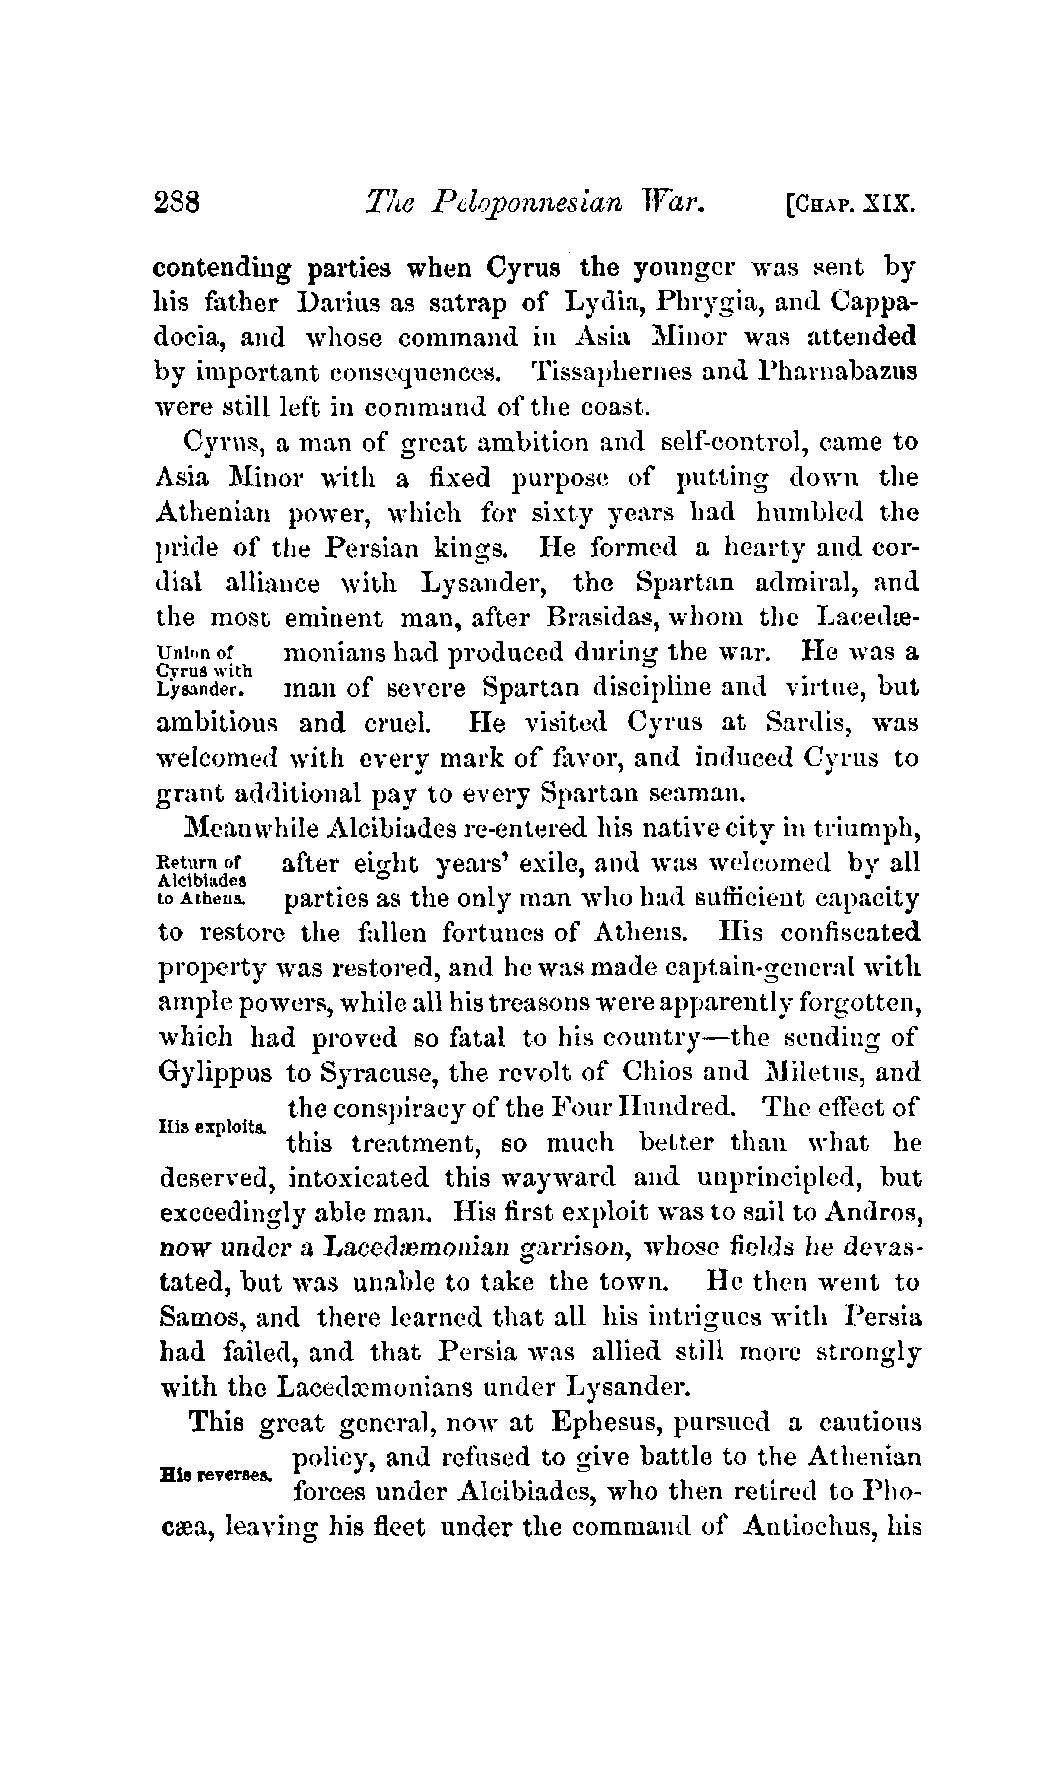 288 The Peloponnesian War. [CHAP. XIX.
contending parties when Cyrus the younger was sent by
his father Darius as satrap of Lydia, Phrygia, and Cappa-
docia, and whose command in Asia Minor was attended
by important consequences. Tissaphernes and Pharnabazus
were still left in command of the coast.
Cyrus, a man of great ambition and self-control, came to
Asia Minor with a fixed purpose of putting down the
Athenian power, which for sixty years had humbled the
pride of the Persian kings. He formed a hearty and cor-
dial alliance with Lysander, the Spartan admiral, and
the most eminent man, after Brasidas, whom the Lacedæ-
Union of
Cyrus with
Lysander.
monians had produced during the war. He was a
man of severe Spartan discipline and virtue, but
ambitious and cruel. He visited Cyrus at Sardis, was
welcomed with every mark of favor, and induced Cyrus to
grant additional pay to every Spartan seaman.
Meanwhile Alcibiades re-entered his native city in triumph,
Return of
Alcibiades
to Athens.
after eight years' exile, and was welcomed by all
parties as the only man who had sufficient capacity
to restore the fallen fortunes of Athens. His confiscated
property was restored, and he was made captain-general with
ample powers, while all his treasons were apparently forgotten,
which had proved so fatal to his country—the sending of
Gylippus to Syracuse, the revolt of Chios and Miletus, and
His exploits.
the conspiracy of the Four Hundred. The effect of
this treatment, so much better than what he
deserved, intoxicated this wayward and unprincipled, but
exceedingly able man. His first exploit was to sail to Andros,
now under a Lacedæmonian garrison, whose fields he devas-
tated, but was unable to take the town. He then went to
Samos, and there learned that all his intrigues with Persia
had failed, and that Persia was allied still more strongly
with the Lacedæmonians under Lysander.
This great general, now at Ephesus, pursued a cautious
His reverses.
policy, and refused to give battle to the Athenian
forces under Alcibiades, who then retired to Pho-
cæa, leaving his fleet under the command of Antiochus, his